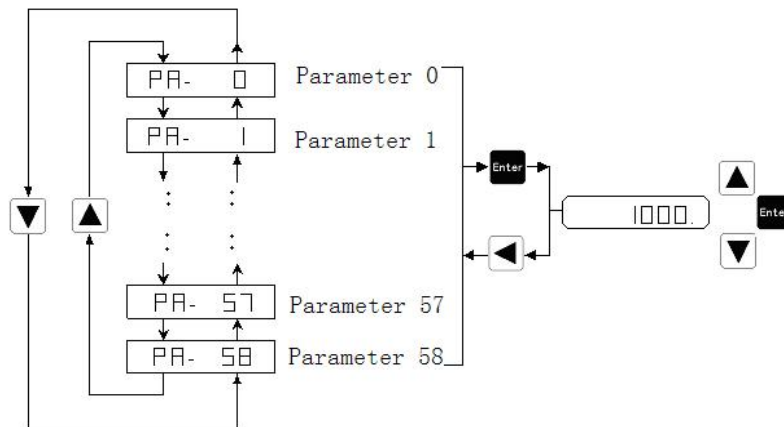 PA- 0 Parameter 0
PA- 1 Parameter 1
Enter
1000.
Enter
PA- 57 Parameter 57
PA- 58 Parameter 58